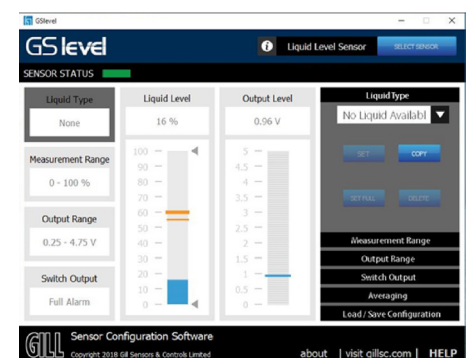 GSlevel
GS level
i Liquid Level Sensor SELECT SENSOR
SENSOR STATUS
Liquid Type
None
Measurement Range
0 - 100 %
Output Range
0.25 - 4.75 V
Switch Output
Full Alarm
Liquid Level
16 %
100
90
80
70
60
50
40
30
20
10
0
Output Level
0.96 V
5
4.5
4
3.5
3
2.5
2
1.5
1
0.5
0
Liquid Type
No Liquid Availabl
SET COPY
SET FULL DELETE
Measurement Range
Output Range
Switch Output
Averaging
Load / Save Configuration
GILL Sensor Configuration Software
Copyright 2018 Gill Sensors & Controls Limited
about | visit gillsc.com | HELP